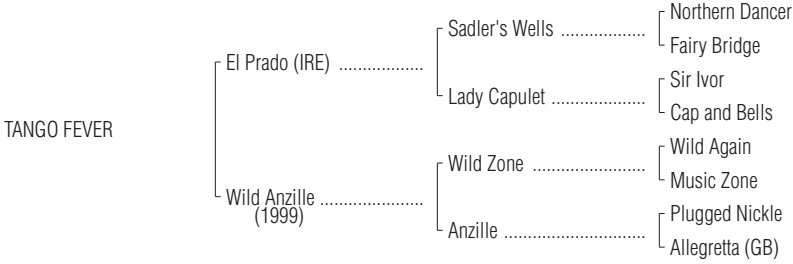 Northern Dancer
Sadler's Wells ..................
Fairy Bridge
El Prado (IRE) ..................
Sir Ivor
Lady Capulet ....................
Cap and Bells
TANGO FEVER
Wild Again
Wild Zone ........................
Music Zone
Wild Anzille ......................
(1999)
Plugged Nickle
Anzille ..............................
Allegretta (GB)